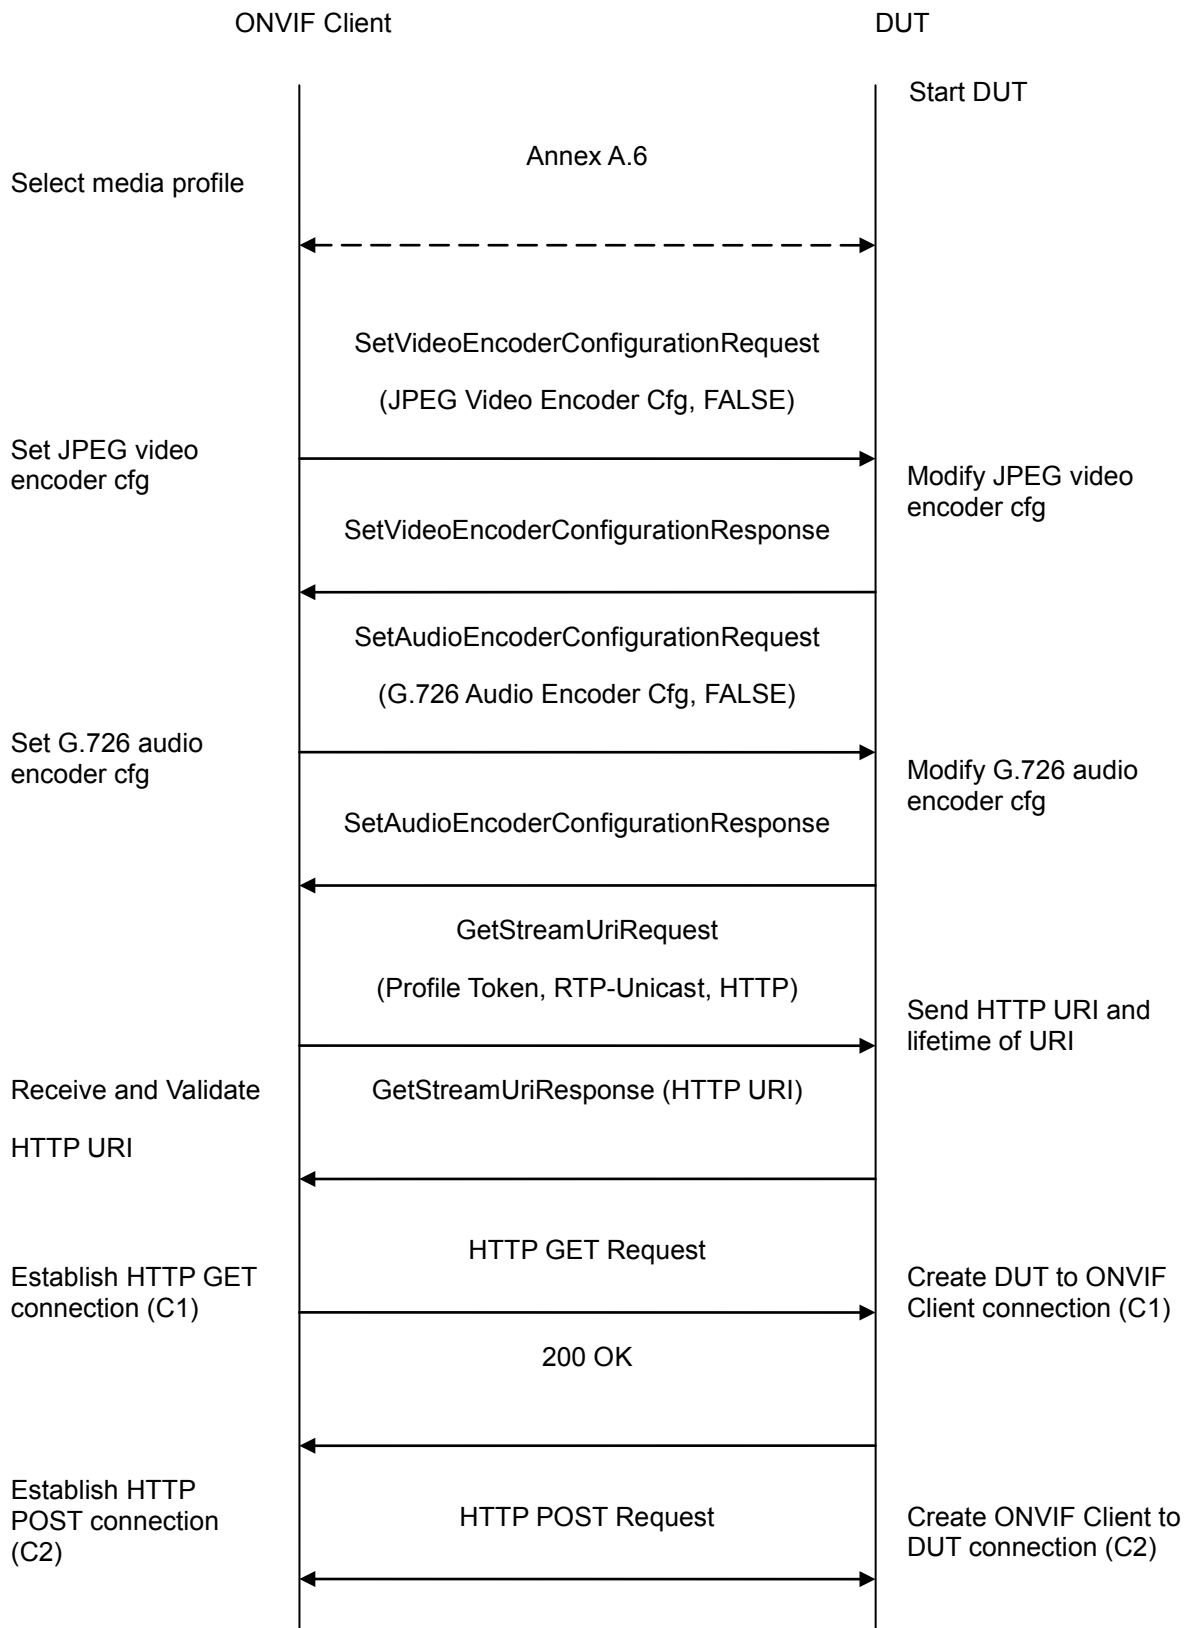 ONVIF Client
DUT
Start DUT
Annex A.6
Select media profile
SetVideoEncoderConfigurationRequest
(JPEG Video Encoder Cfg, FALSE)
Set JPEG video
encoder cfg
Modify JPEG video
encoder cfg
SetVideoEncoderConfigurationResponse
SetAudioEncoderConfigurationRequest
(G.726 Audio Encoder Cfg, FALSE)
Set G.726 audio
encoder cfg
Modify G.726 audio
encoder cfg
SetAudioEncoderConfigurationResponse
GetStreamUriRequest
(Profile Token, RTP-Unicast, HTTP)
Send HTTP URI and
lifetime of URI
Receive and Validate
HTTP URI
GetStreamUriResponse (HTTP URI)
HTTP GET Request
Establish HTTP GET
connection (C1)
Create DUT to ONVIF
Client connection (C1)
200 OK
Establish HTTP
POST connection
(C2)
HTTP POST Request
Create ONVIF Client to
DUT connection (C2)